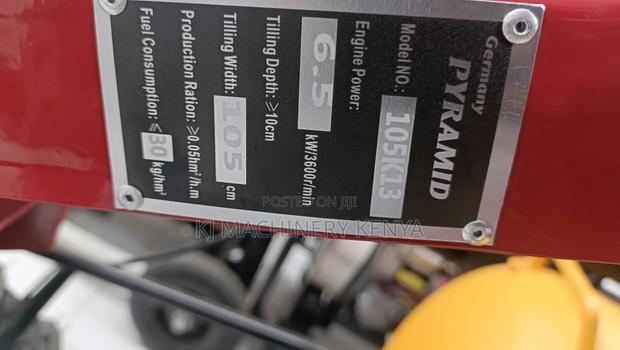 Germany
PYRAMID
Model NO.: 105K13
Engine Power:
6.5 kW/3600r/min
Tilling Depth: ≥10cm
Tilling Width: 105 cm
Production Ration: ≥0.05hm²/h.m
Fuel Consumption: ≤ 30 kg/hm²
POSTED ON JIJI
KJ MACHINERY KENYA